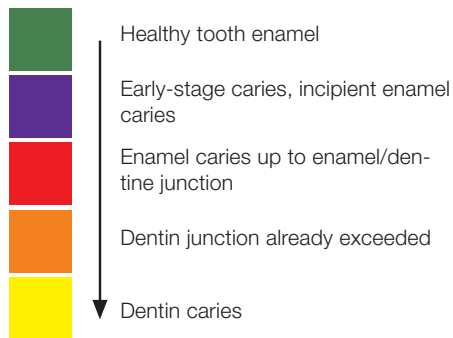 Healthy tooth enamel
Early-stage caries, incipient enamel
caries
Enamel caries up to enamel/den-
tine junction
Dentin junction already exceeded
Dentin caries